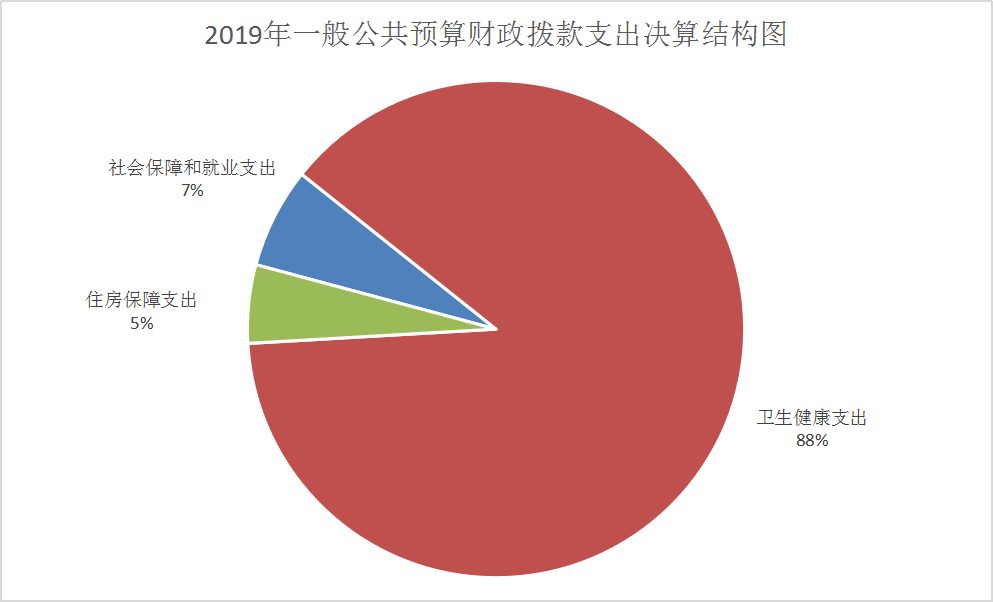 2019年一般公共预算财政拨款支出决算结构图
社会保障和就业支出
7%
住房保障支出
5%
卫生健康支出
88%